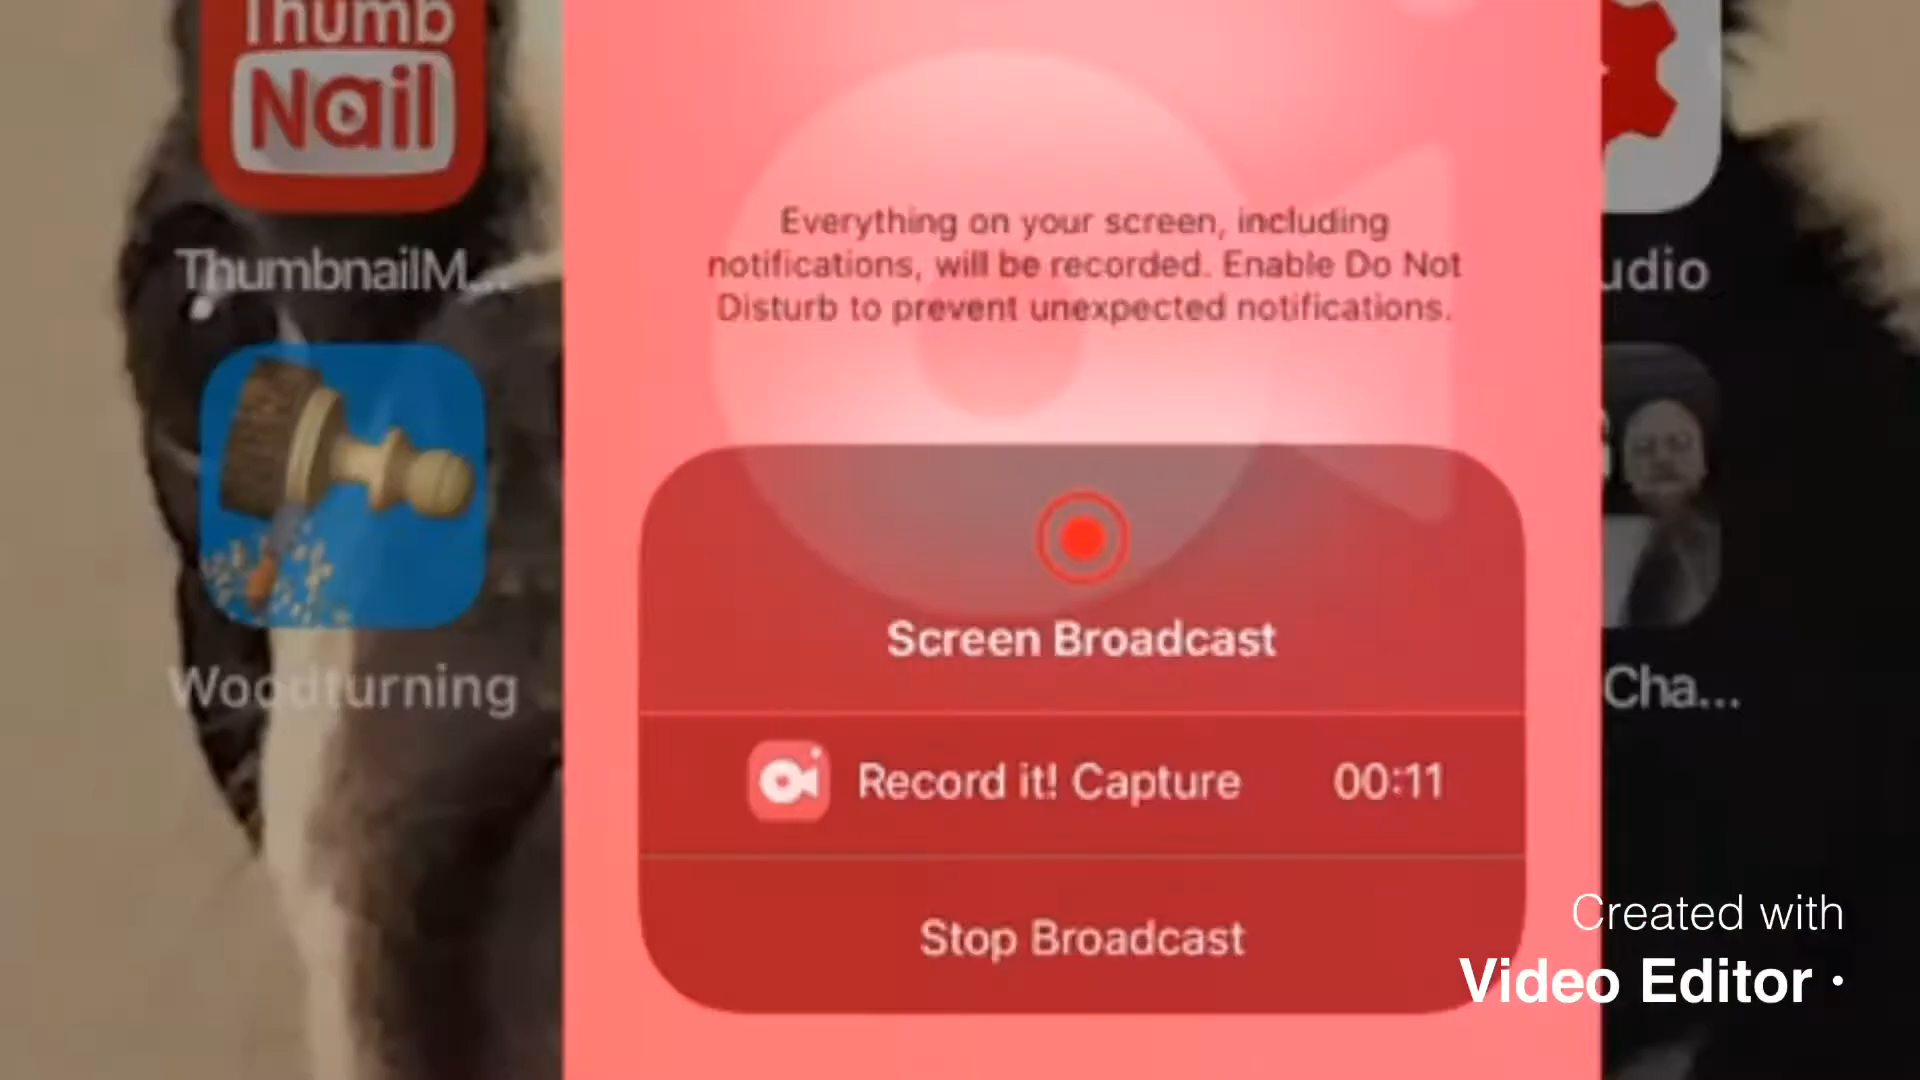 Thumb
Nail
ThumbnailM...
Woodturning
Everything on your screen, including
notifications, will be recorded. Enable Do Not
Disturb to prevent unexpected notifications.
Screen Broadcast
Record it! Capture 00:11
Stop Broadcast
udio
Cha...
Created with
Video Editor ·